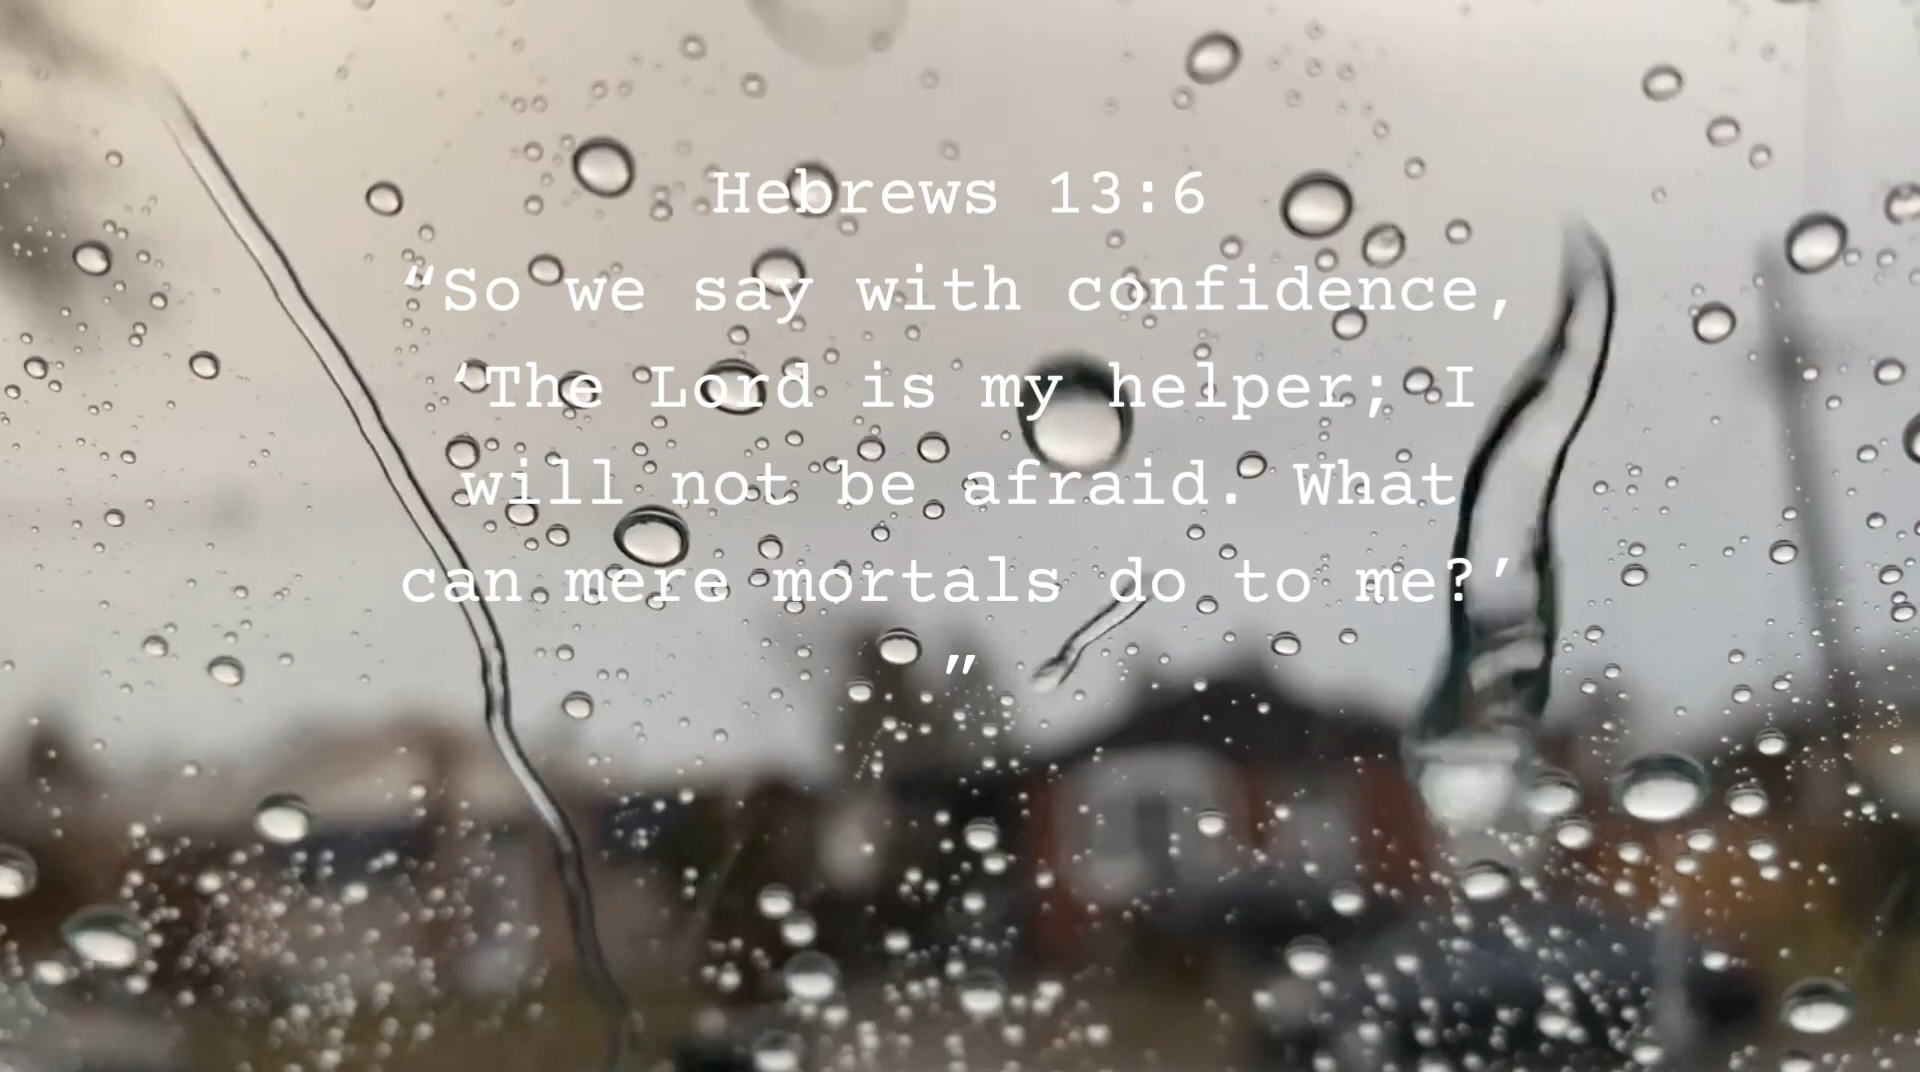 Hebrews 13:6
“So we say with confidence,
‘The Lord is my helper; I
will not be afraid. What
can mere mortals do to me?’
”